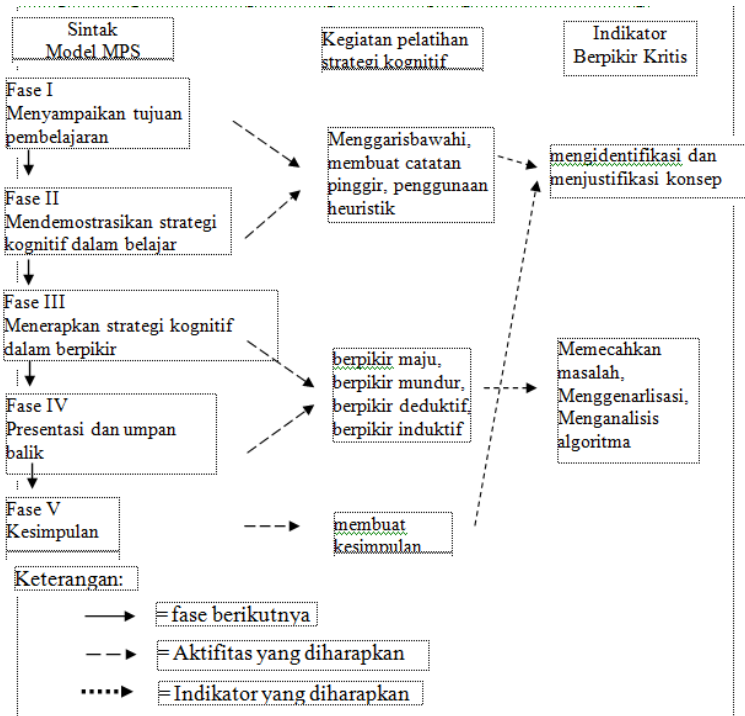 Sintak
Model MPS
Kegiatan pelatihan
strategi kognitif
Indikator
Berpikir Kritis
Fase I
Menyampaikan tujuan
pembelajaran
Menggarisbawahi,
membuat catatan
pinggir, penggunaan
heuristik
mengidentifikasi dan
menjustifikasi konsep
Fase II
Mendemostrasikan strategi
kognitif dalam belajar
Fase III
Menerapkan strategi kognitif
dalam berpikir
berpikir maju,
berpikir mundur,
berpikir deduktif,
berpikir induktif
Memecahkan
masalah,
Menggenarlisasi,
Menganalisis
algoritma
Fase IV
Presentasi dan umpan
balik
Fase V
Kesimpulan
membuat
kesimpulan
Keterangan:
= fase berikutnya
= Aktifitas yang diharapkan
= Indikator yang diharapkan